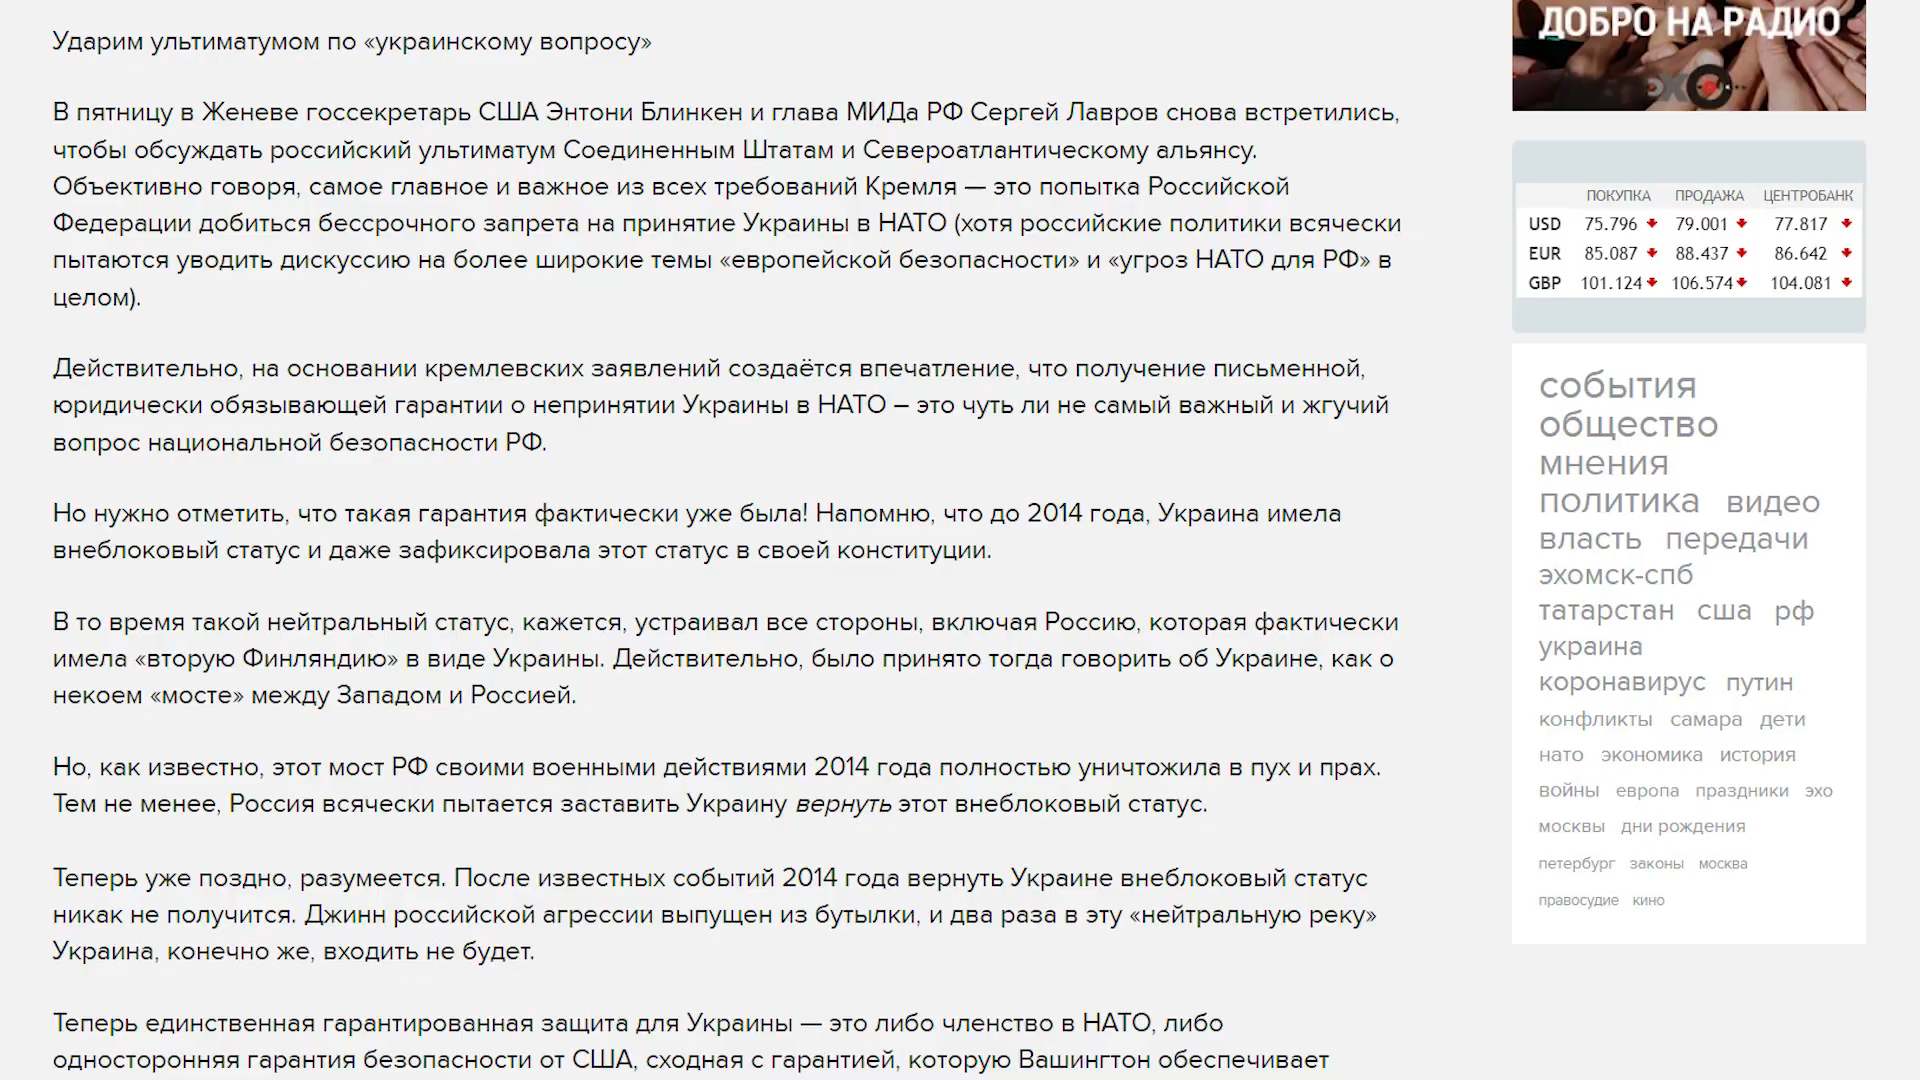 Ударим ультиматумом по «украинскому вопросу»
В пятницу в Женеве госсекретарь США Энтони Блинкен и глава МИДа РФ Сергей Лавров снова встретились,
чтобы обсуждать российский ультиматум Соединенным Штатам и Североатлантическому альянсу.
Объективно говоря, самое главное и важное из всех требований Кремля — это попытка Российской
Федерации добиться бессрочного запрета на принятие Украины в НАТО (хотя российские политики всячески
пытаются уводить дискуссию на более широкие темы «европейской безопасности» и «угроз НАТО для РФ» в
целом).
Действительно, на основании кремлевских заявлений создаётся впечатление, что получение письменной,
юридически обязывающей гарантии о непринятии Украины в НАТО – это чуть ли не самый важный и жгучий
вопрос национальной безопасности РФ.
Но нужно отметить, что такая гарантия фактически уже была! Напомню, что до 2014 года, Украина имела
внеблоковый статус и даже зафиксировала этот статус в своей конституции.
В то время такой нейтральный статус, кажется, устраивал все стороны, включая Россию, которая фактически
имела «вторую Финляндию» в виде Украины. Действительно, было принято тогда говорить об Украине, как о
некоем «мосте» между Западом и Россией.
Но, как известно, этот мост РФ своими военными действиями 2014 года полностью уничтожила в пух и прах.
Тем не менее, Россия всячески пытается заставить Украину вернуть этот внеблоковый статус.
Теперь уже поздно, разумеется. После известных событий 2014 года вернуть Украине внеблоковый статус
никак не получится. Джинн российской агрессии выпущен из бутылки, и два раза в эту «нейтральную реку»
Украина, конечно же, входить не будет.
Теперь единственная гарантированная защита для Украины — это либо членство в НАТО, либо
односторонняя гарантия безопасности от США, сходная с гарантией, которую Вашингтон обеспечивает
ДОБРО НА РАДИО
ЭХО
ПОКУПКА ПРОДАЖА ЦЕНТРОБАНК
USD 75.796 79.001 77.817
EUR 85.087 88.437 86.642
GBP 101.124 106.574 104.081
события
общество
мнения
политика видео
власть передачи
эхомск-спб
татарстан сша рф
украина
коронавирус путин
конфликты самара дети
нато экономика история
войны европа праздники эхо
москвы дни рождения
петербург законы москва
правосудие кино